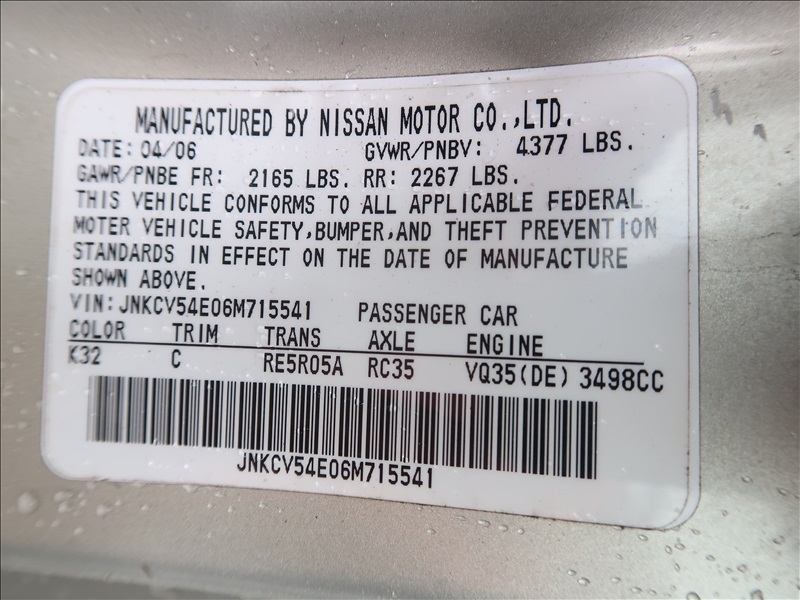 MANUFACTURED BY NISSAN MOTOR CO.,LTD.
DATE: 04/06 GVWR/PNBV: 4377 LBS.
GAWR/PNBE FR: 2165 LBS. RR: 2267 LBS.
THIS VEHICLE CONFORMS TO ALL APPLICABLE FEDERAL
MOTER VEHICLE SAFETY,BUMPER,AND THEFT PREVENTION
STANDARDS IN EFFECT ON THE DATE OF MANUFACTURE
SHOWN ABOVE.
VIN:JNKCV54E06M715541 PASSENGER CAR
COLOR TRIM TRANS AXLE ENGINE
K32 C RE5R05A RC35 VQ35(DE) 3498CC
JNKCV54E06M715541